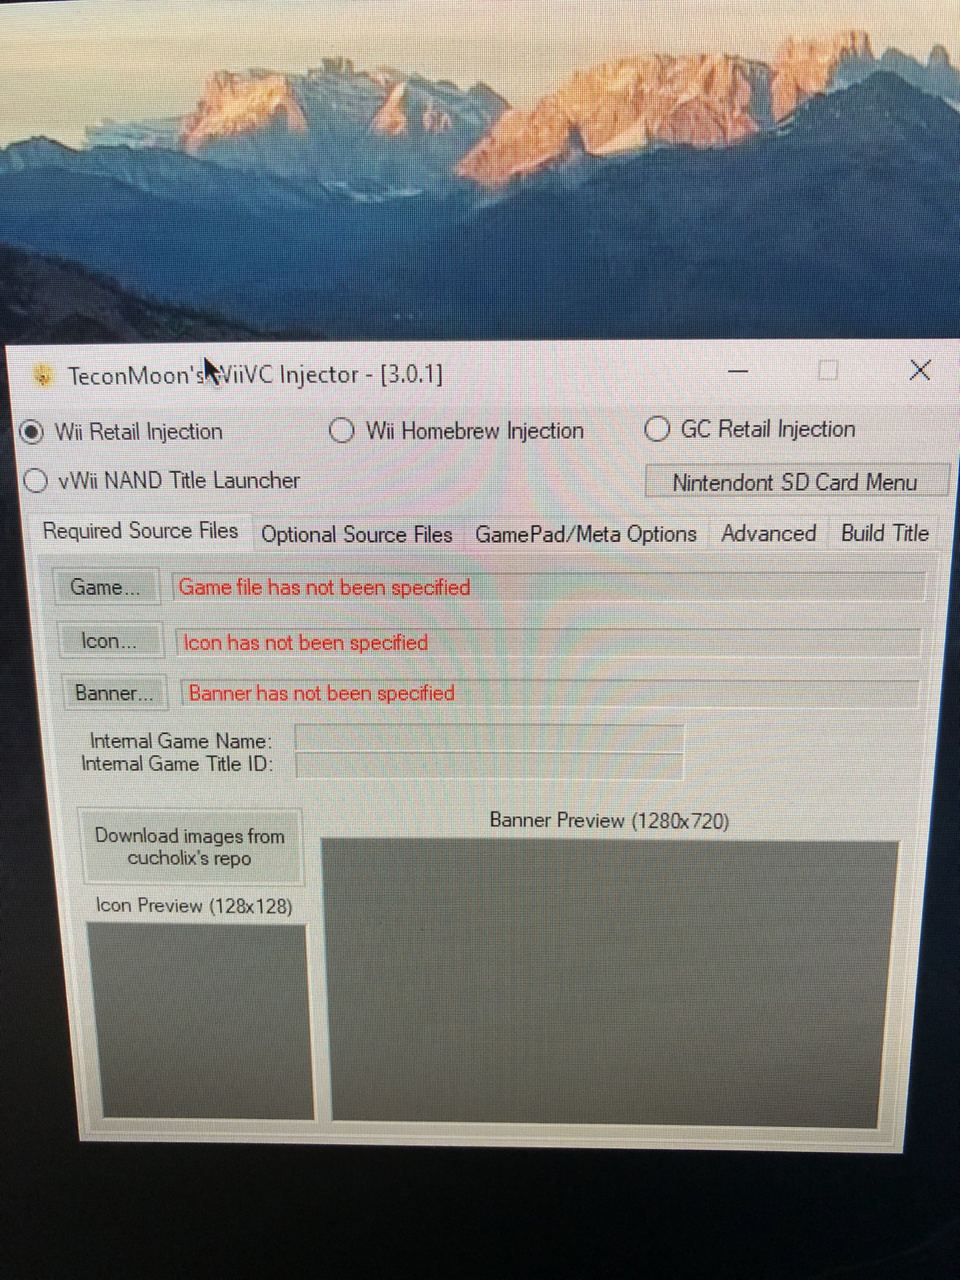 TeconMoon's WiiVC Injector - [3.0.1]
Wii Retail Injection
Wii Homebrew Injection
GC Retail Injection
vWii NAND Title Launcher
Nintendont SD Card Menu
Required Source Files
Optional Source Files
GamePad/Meta Options
Advanced
Build Title
Game...
Game file has not been specified
Icon...
Icon has not been specified
Banner...
Banner has not been specified
Internal Game Name:
Internal Game Title ID:
Download images from
cucholix's repo
Banner Preview (1280x720)
Icon Preview (128x128)